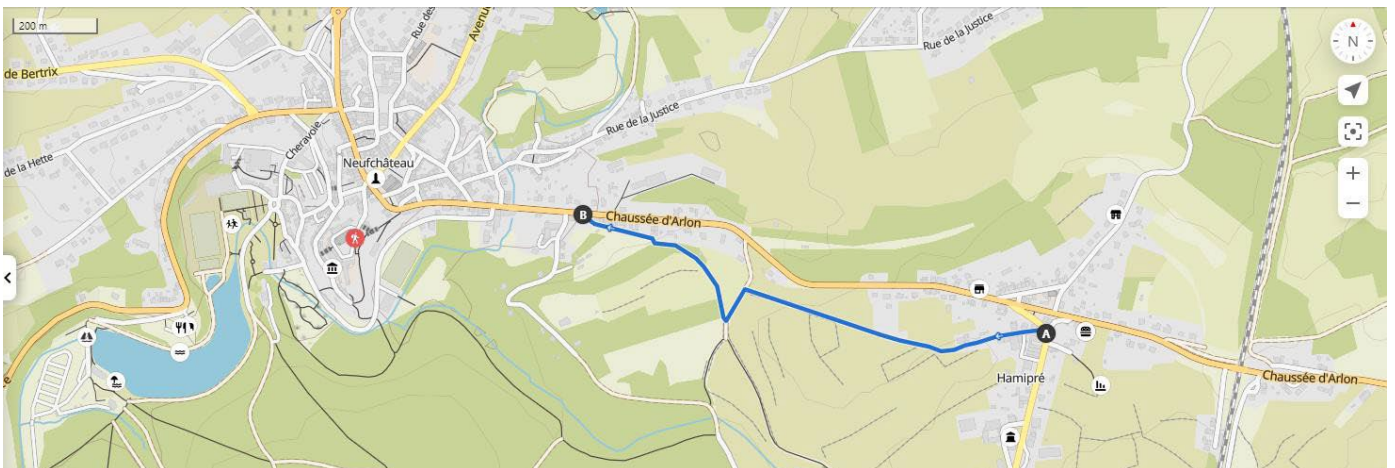 200 m
Rue des
Avenue
Rue de la Justice
N
de Bertrix
Rue de la Justice
Cheravoie
de la Hette
Neufchâteau
B
Chaussée d'Arlon
A
Hamipré
Chaussée d'Arlon